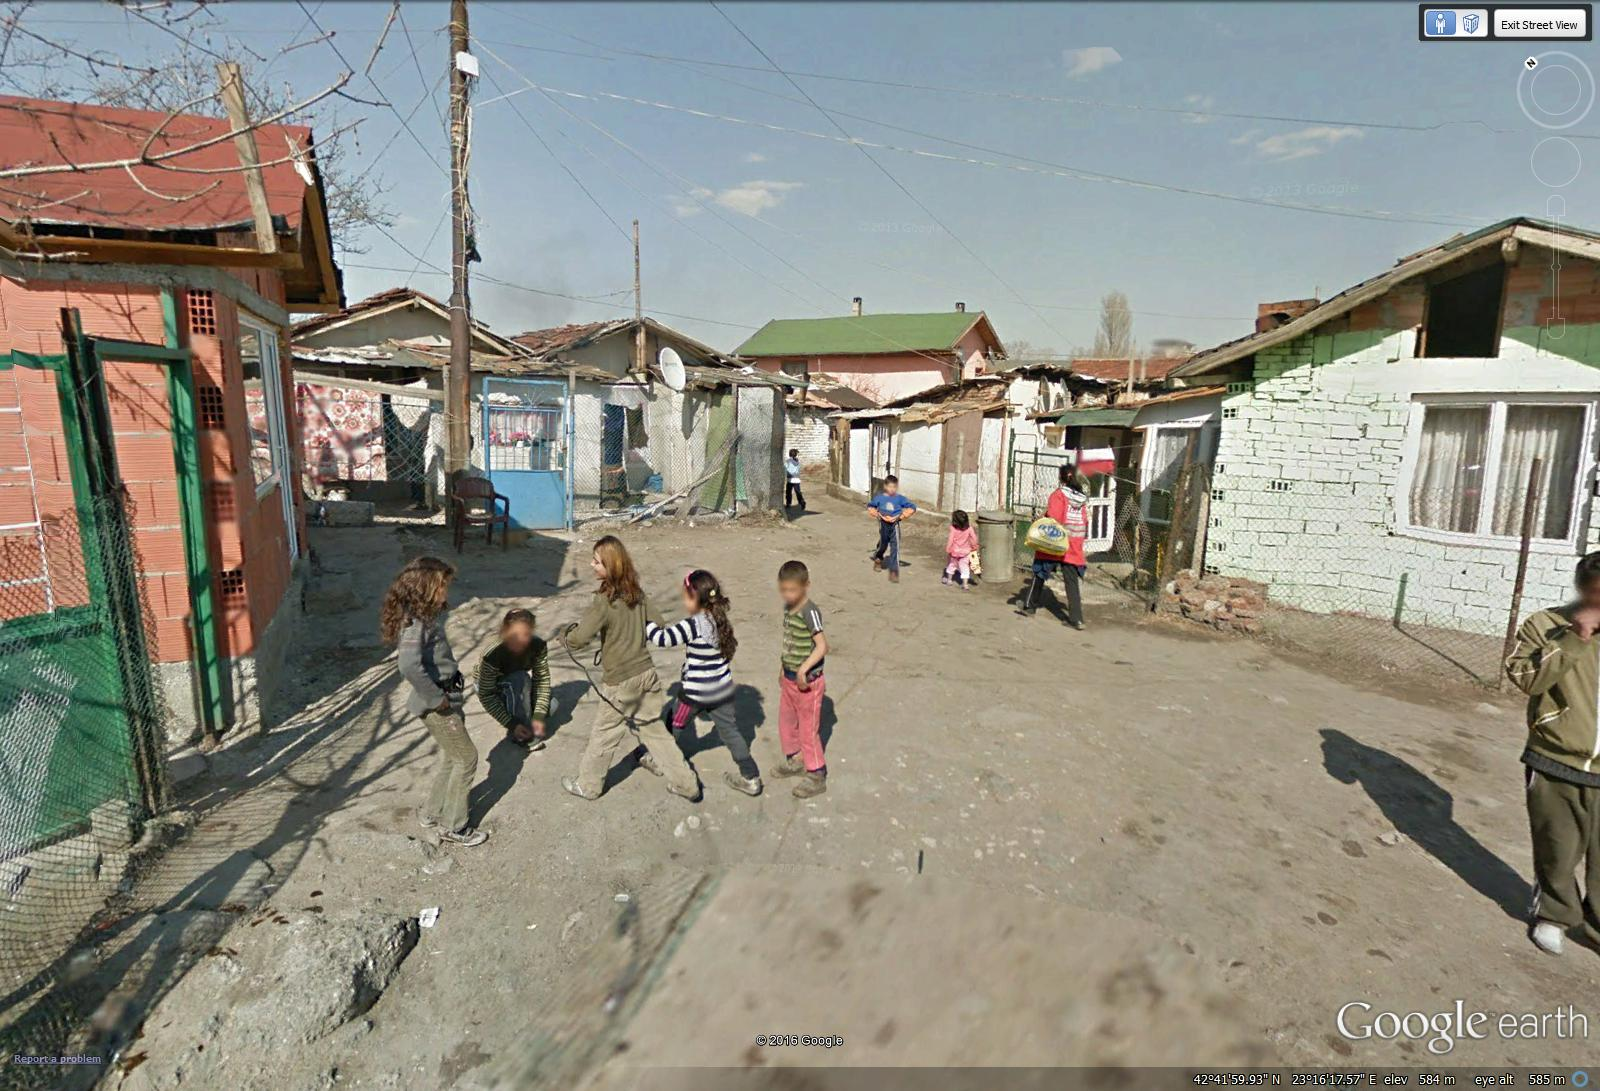 Exit Street View
N
© 2013 Google
© 2013 Google
Google earth
© 2016 Google
Report a problem
42°41'59.93" N 23°16'17.57" E elev 584 m eye alt 585 m